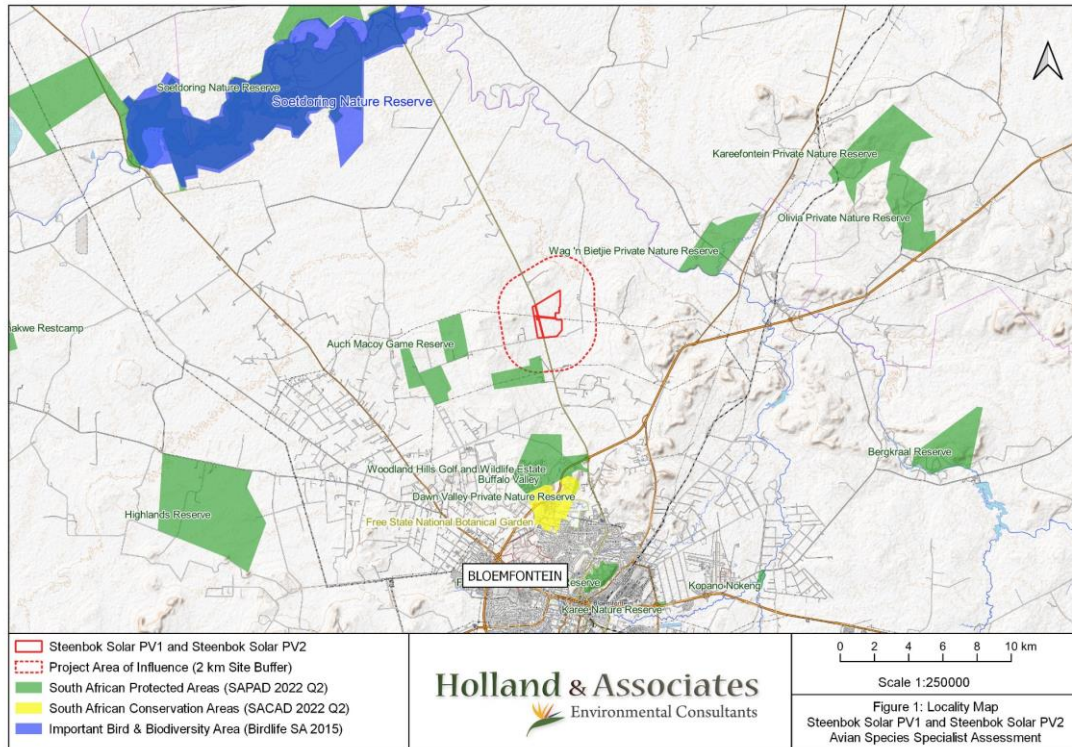 Soetdoring Nature Reserve
Soetdoring Nature Reserve
Kareefontein Private Nature Reserve
Olivia Private Nature Reserve
Wag 'n Bietjie Private Nature Reserve
Restcamp
Auch Macoy Game Reserve
Bergkraal Reserve
Woodland Hills Golf and Wildlife Estate
Buffalo Valley
Dawn Valley Private Nature Reserve
Highlands Reserve
Free State National Botanical Garden
BLOEMFONTEIN
Kopano Nokeng
Karee Nature Reserve
Steenbok Solar PV1 and Steenbok Solar PV2
Project Area of Influence (2 km Site Buffer)
South African Protected Areas (SAPAD 2022 Q2)
South African Conservation Areas (SACAD 2022 Q2)
Important Bird & Biodiversity Area (Birdlife SA 2015)
Holland & Associates
Environmental Consultants
0 2 4 6 8 10 km
Scale 1:250000
Figure 1: Locality Map
Steenbok Solar PV1 and Steenbok Solar PV2
Avian Species Specialist Assessment